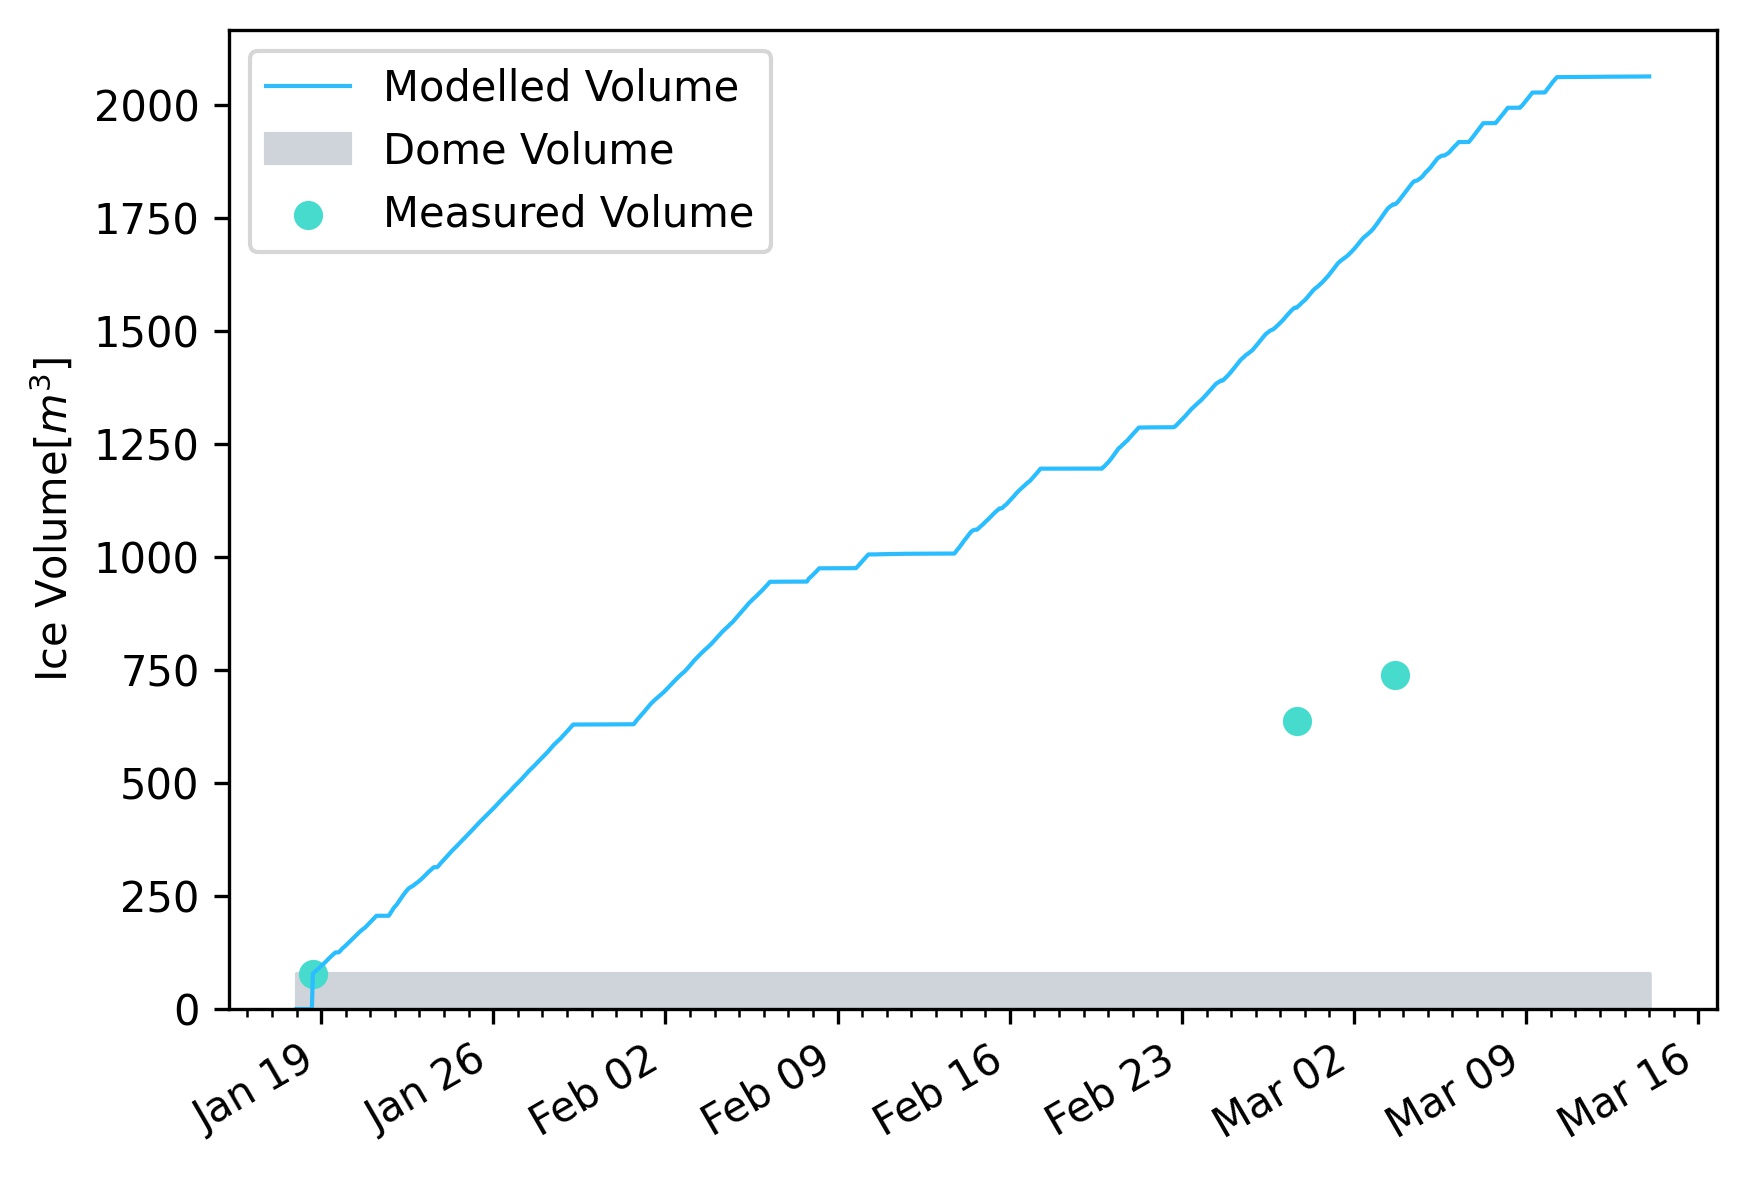 Modelled Volume
Dome Volume
Measured Volume
Ice Volume[m³]
2000
1750
1500
1250
1000
750
500
250
0
Jan 19
Jan 26
Feb 02
Feb 09
Feb 16
Feb 23
Mar 02
Mar 09
Mar 16